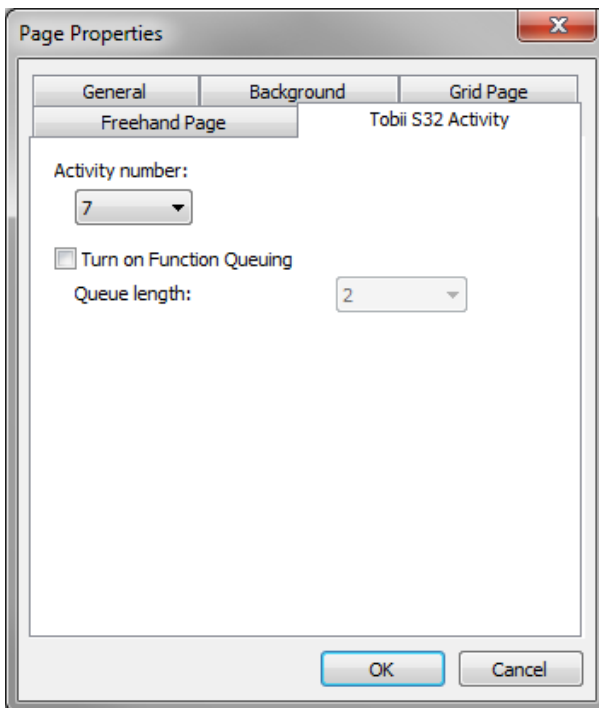 Page Properties
General Background Grid Page
Freehand Page Tobii S32 Activity
Activity number:
7
Turn on Function Queuing
Queue length: 2
OK Cancel